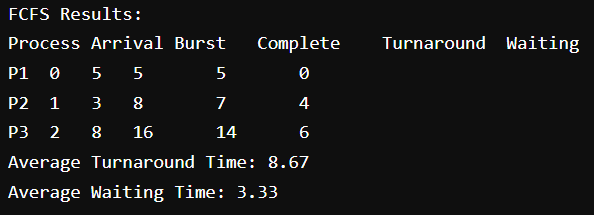 FCFS Results:
Process Arrival Burst Complete Turnaround Waiting
P1 0 5 5 5 0
P2 1 3 8 7 4
P3 2 8 16 14 6
Average Turnaround Time: 8.67
Average Waiting Time: 3.33